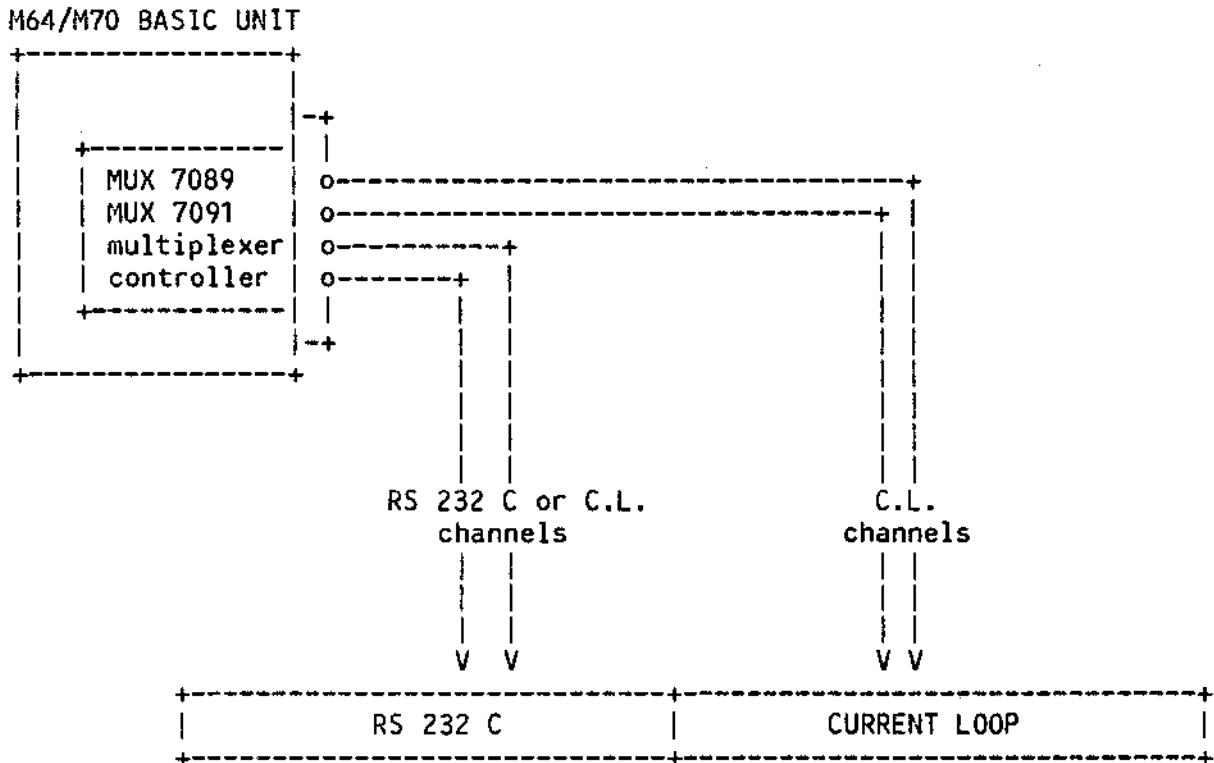 M64/M70 BASIC UNIT
MUX 7089
MUX 7091
multiplexer
controller
RS 232 C or C.L.
channels
C.L.
channels
RS 232 C
CURRENT LOOP